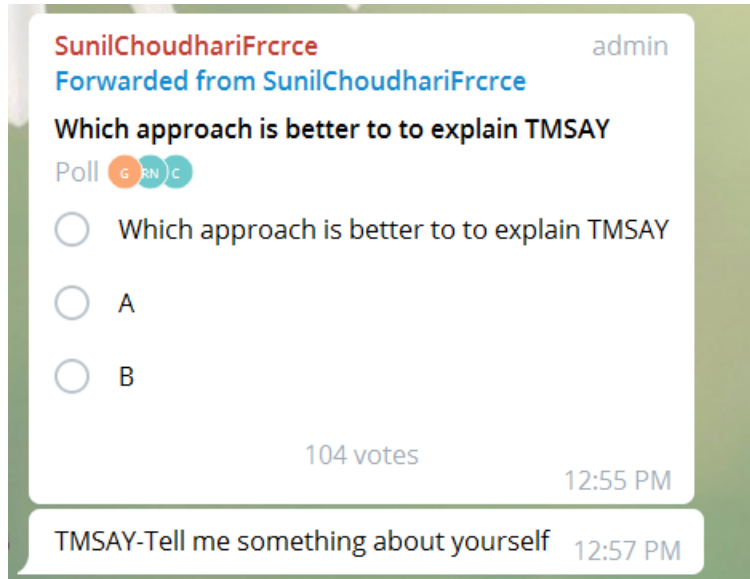 SunilChoudhariFrcrce admin
Forwarded from SunilChoudhariFrcrce
Which approach is better to to explain TMSAY
Poll G RN C
Which approach is better to to explain TMSAY
A
B
104 votes
12:55 PM
TMSAY-Tell me something about yourself 12:57 PM